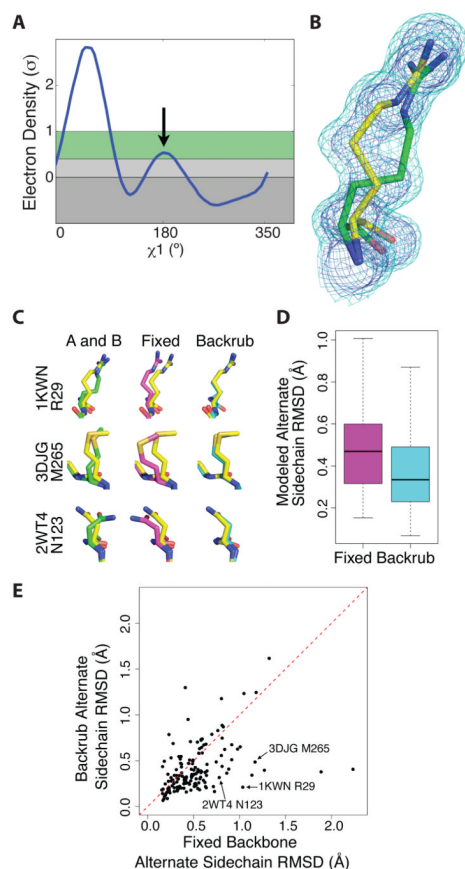 A
Electron Density (σ)
2
1
0
0
180
350
χ1 (°)
B
C
A and B
Fixed
Backrub
1KWN
R29
3DJG
M265
2WT4
N123
D
Modeled Alternate
Sidechain RMSD (Å)
1.0
0.8
0.6
0.4
0.2
Fixed Backrub
E
Backrub Alternate
Sidechain RMSD (Å)
2.0
1.5
1.0
0.5
0.0
3DJG M265
1KWN R29
2WT4 N123
0.0 0.5 1.0 1.5 2.0
Fixed Backbone
Alternate Sidechain RMSD (Å)